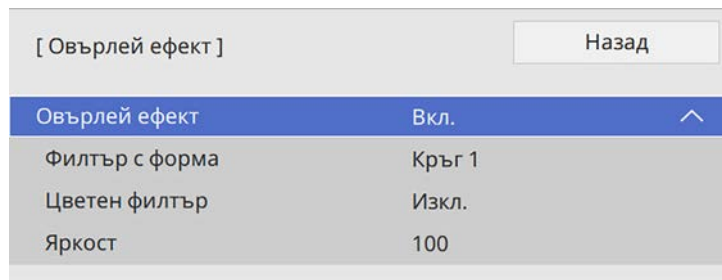 [ Овърлей ефект ] Назад
Овърлей ефект Вкл.
Филтър с форма Кръг 1
Цветен филтър Изкл.
Яркост 100